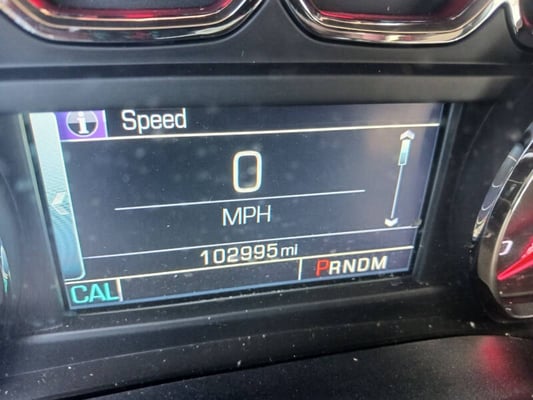 i Speed
0
MPH
102995 mi
CAL PRNDM